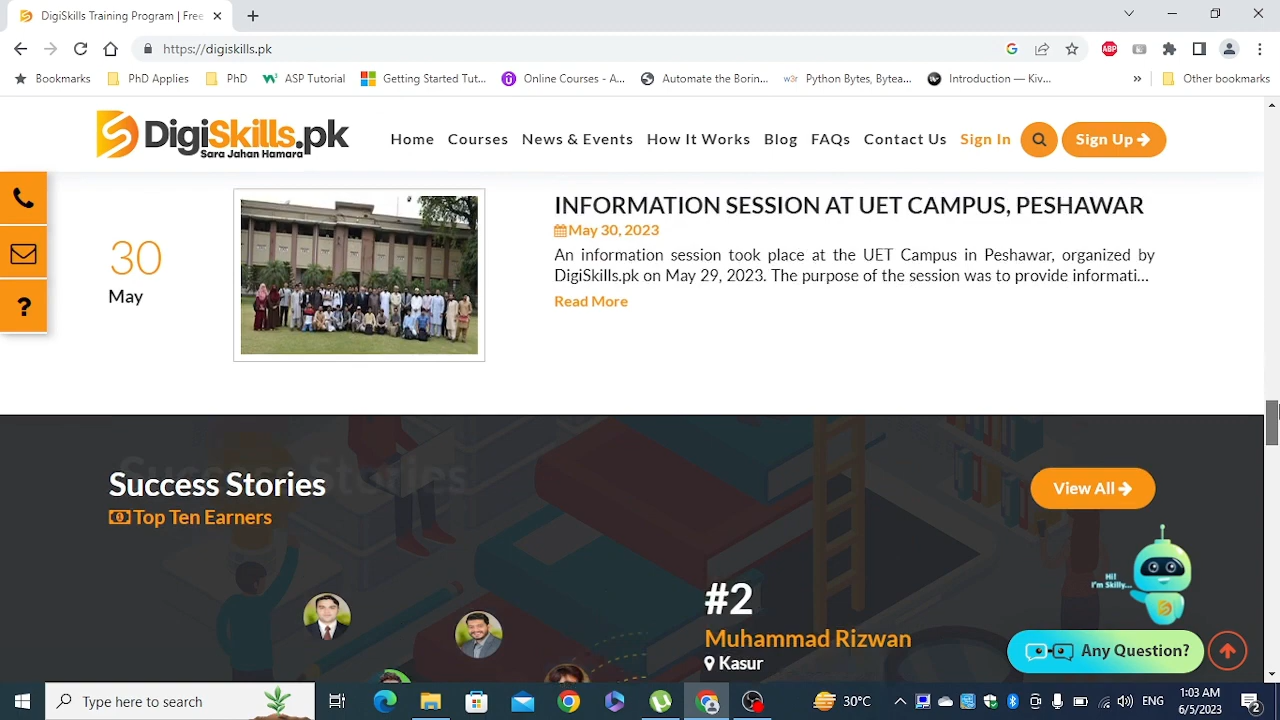 DigiSkills Training Program | Free
https://digiskills.pk
Bookmarks
PhD Applies
PhD
ASP Tutorial
Getting Started Tut...
Online Courses - A...
Automate the Borin...
Python Bytes, Bytea...
Introduction — Kiv...
»
Other bookmarks
DigiSkills.pk
Sara Jahan Hamara
Home
Courses
News & Events
How It Works
Blog
FAQs
Contact Us
Sign In
Sign Up
30
May
INFORMATION SESSION AT UET CAMPUS, PESHAWAR
May 30, 2023
An information session took place at the UET Campus in Peshawar, organized by
DigiSkills.pk on May 29, 2023. The purpose of the session was to provide informati...
Read More
Success Stories
Success Stories
Top Ten Earners
View All
#2
Muhammad Rizwan
Kasur
Hi!
I'm Skilly...
Any Question?
Type here to search
30°C
ENG
1:03 AM
6/5/2023
2